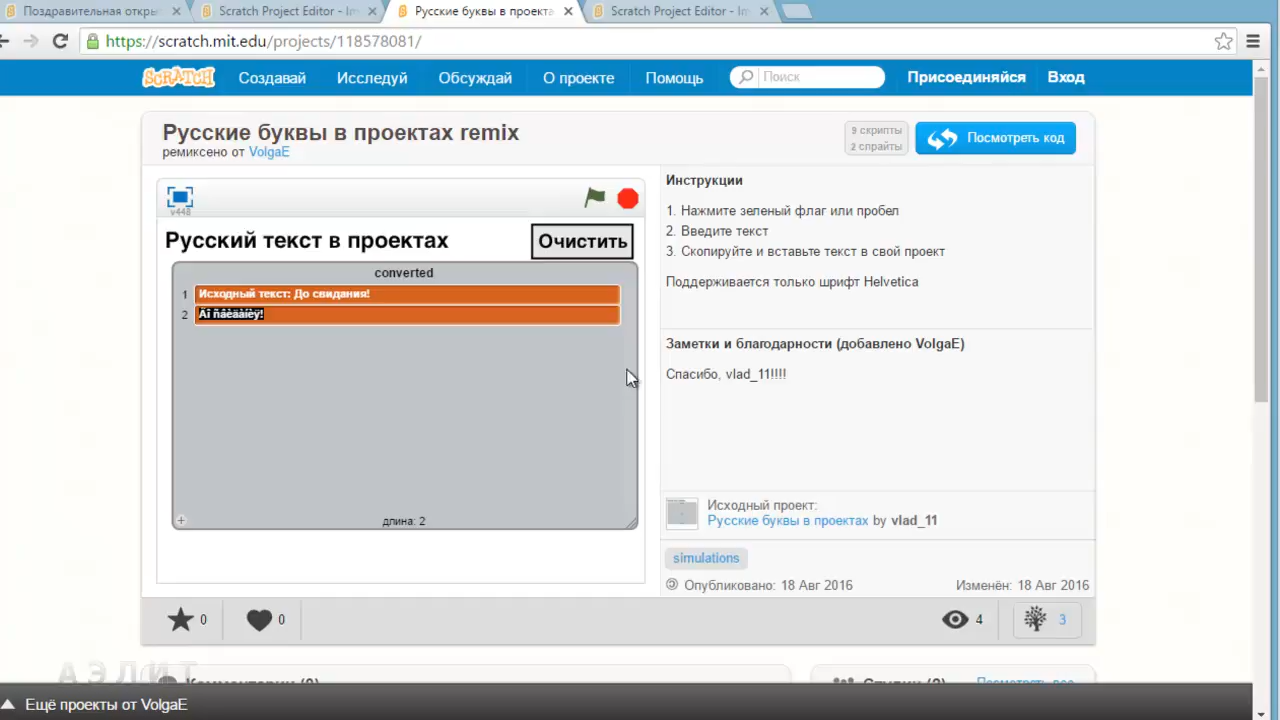 Поздравительная откры
Scratch Project Editor - Im
Русские буквы в проекта
Scratch Project Editor - Im
https://scratch.mit.edu/projects/118578081/
SCRATCH
Создавай
Исследуй
Обсуждай
О проекте
Помощь
Поиск
Присоединяйся
Вход
Русские буквы в проектах remix
ремиксено от VolgaE
9 скрипты
2 спрайты
Посмотреть код
v448
Русский текст в проектах
Очистить
converted
1 Исходный текст: До свидания!
2 Äî ñâèäàíèÿ!
длина: 2
Инструкции
1. Нажмите зеленый флаг или пробел
2. Введите текст
3. Скопируйте и вставьте текст в свой проект
Поддерживается только шрифт Helvetica
Заметки и благодарности (добавлено VolgaE)
Спасибо, vlad_11!!!!
Исходный проект:
Русские буквы в проектах by vlad_11
simulations
Опубликовано: 18 Авг 2016
Изменён: 18 Авг 2016
0
0
4
3
АЭЛИТ
Комментарии (0)
Посмотреть все
Ещё проекты от VolgaE